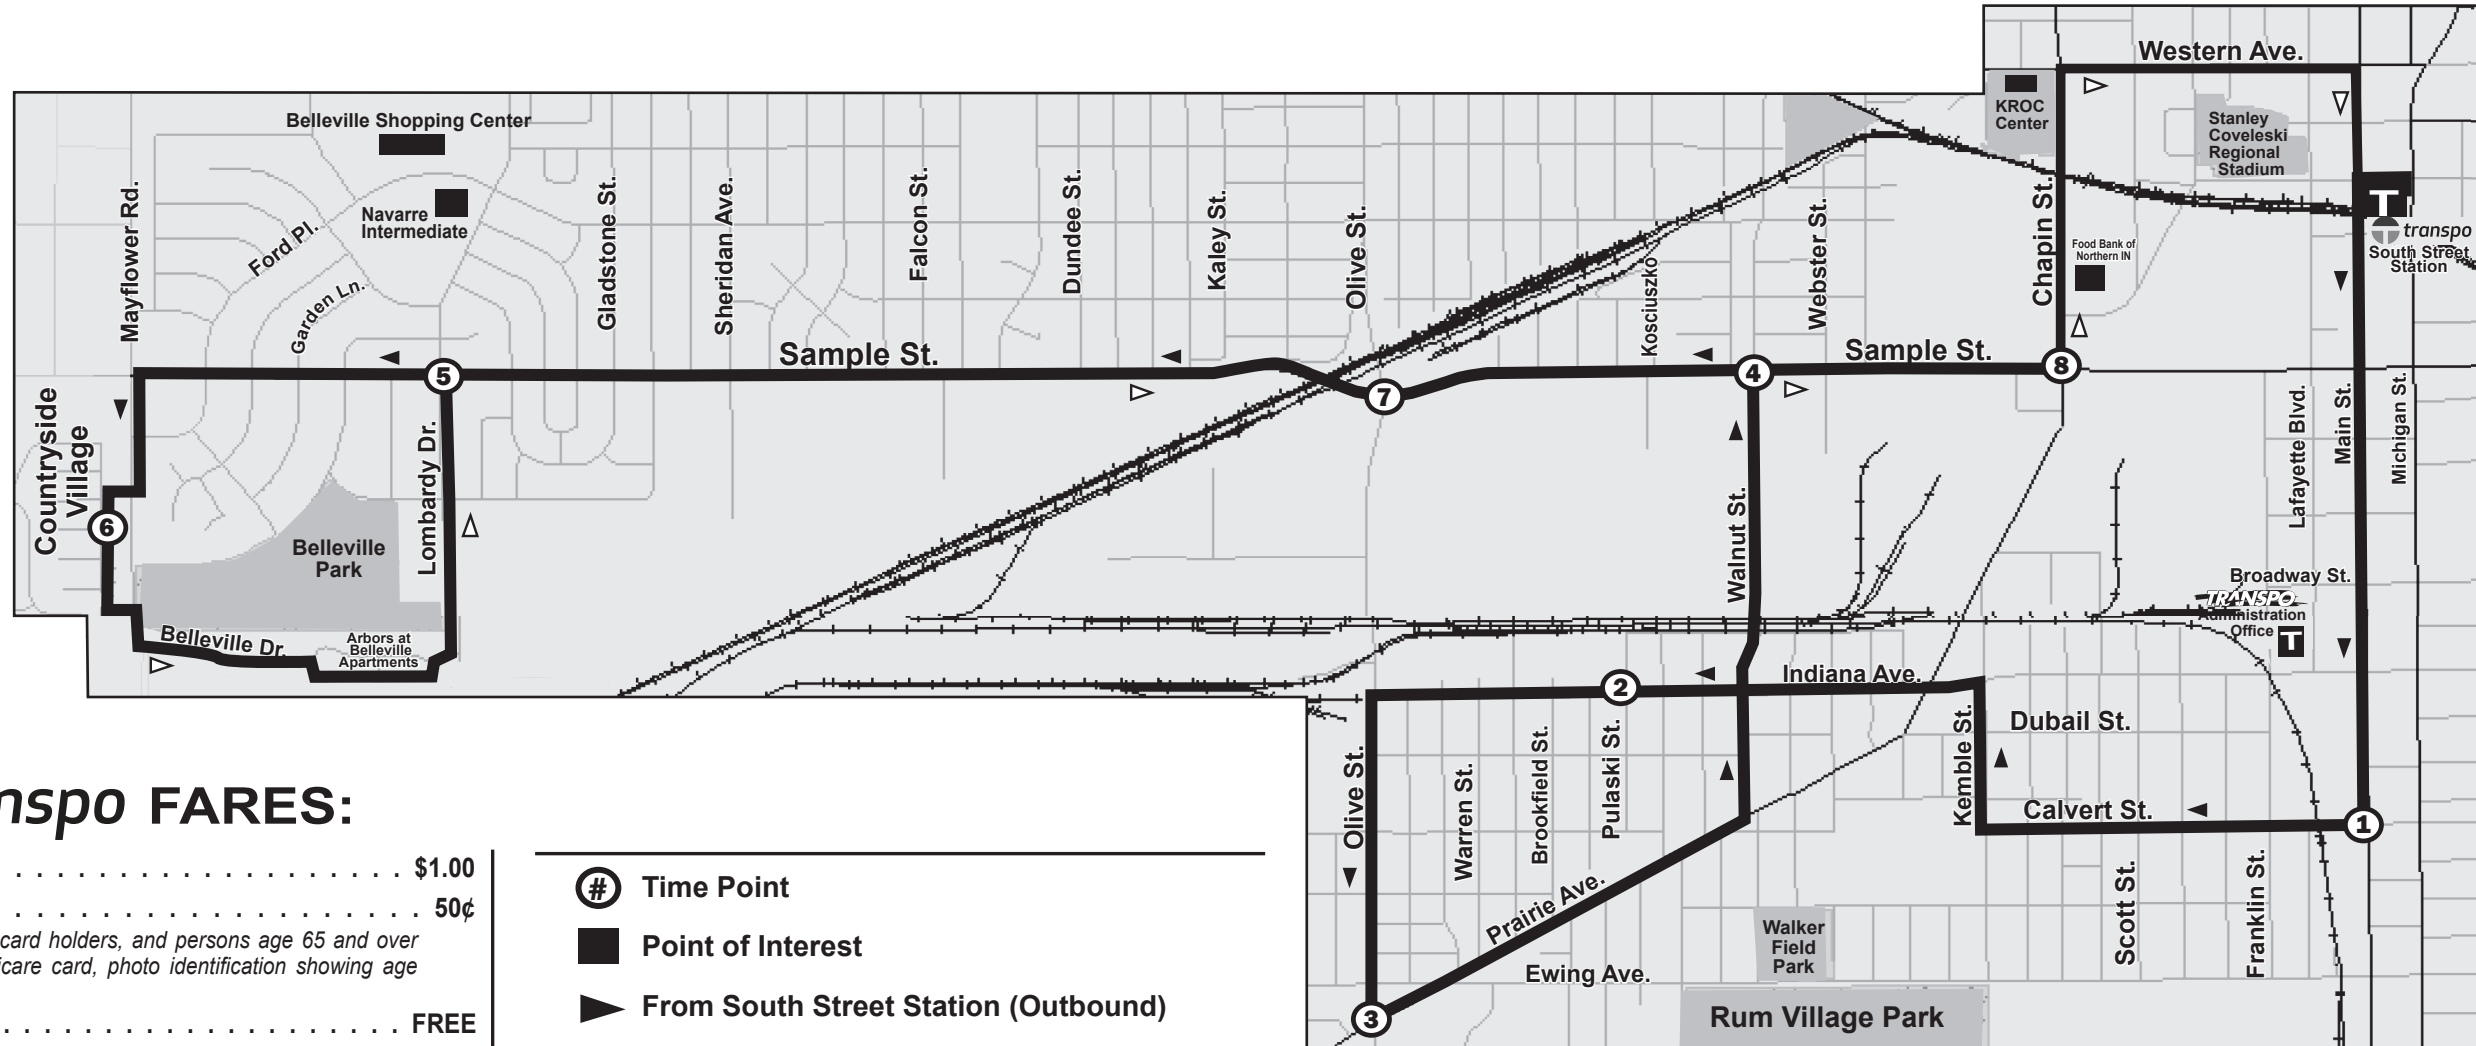 Western Ave.
KROC
Center
Stanley
Coveleski
Regional
Stadium
Belleville Shopping Center
Navarre
Intermediate
Mayflower Rd.
Ford Pl.
Garden Ln.
Gladstone St.
Sheridan Ave.
Falcon St.
Dundee St.
Kaley St.
Olive St.
Kosciuszko
Webster St.
Chapin St.
Food Bank of
Northern IN
T
transpo
South Street
Station
Sample St.
Sample St.
5
7
4
8
Countryside
Village
6
Lombardy Dr.
Belleville
Park
Belleville Dr.
Arbors at
Belleville
Apartments
Walnut St.
Lafayette Blvd.
Main St.
Michigan St.
Broadway St.
TRANSPO
Administration
Office
T
Indiana Ave.
2
Kemble St.
Dubail St.
Calvert St.
1
Olive St.
Warren St.
Brookfield St.
Pulaski St.
Prairie Ave.
Ewing Ave.
Walker
Field
Park
Scott St.
Franklin St.
Rum Village Park
3
nspo FARES:
. . . . . . . . . . . . . . . . . . . $1.00
. . . . . . . . . . . . . . . . . . . . 50¢
card holders, and persons age 65 and over
icare card, photo identification showing age
. . . . . . . . . . . . . . . . . . . FREE
# Time Point
Point of Interest
From South Street Station (Outbound)